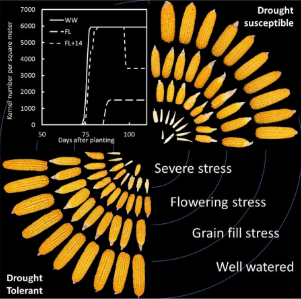 Drought
susceptible
Kernel number per square meter
7000
6000
5000
4000
3000
2000
1000
0
WW
FL
FL+14
50
75
100
Days after planting
Severe stress
Flowering stress
Grain fill stress
Well watered
Drought
Tolerant